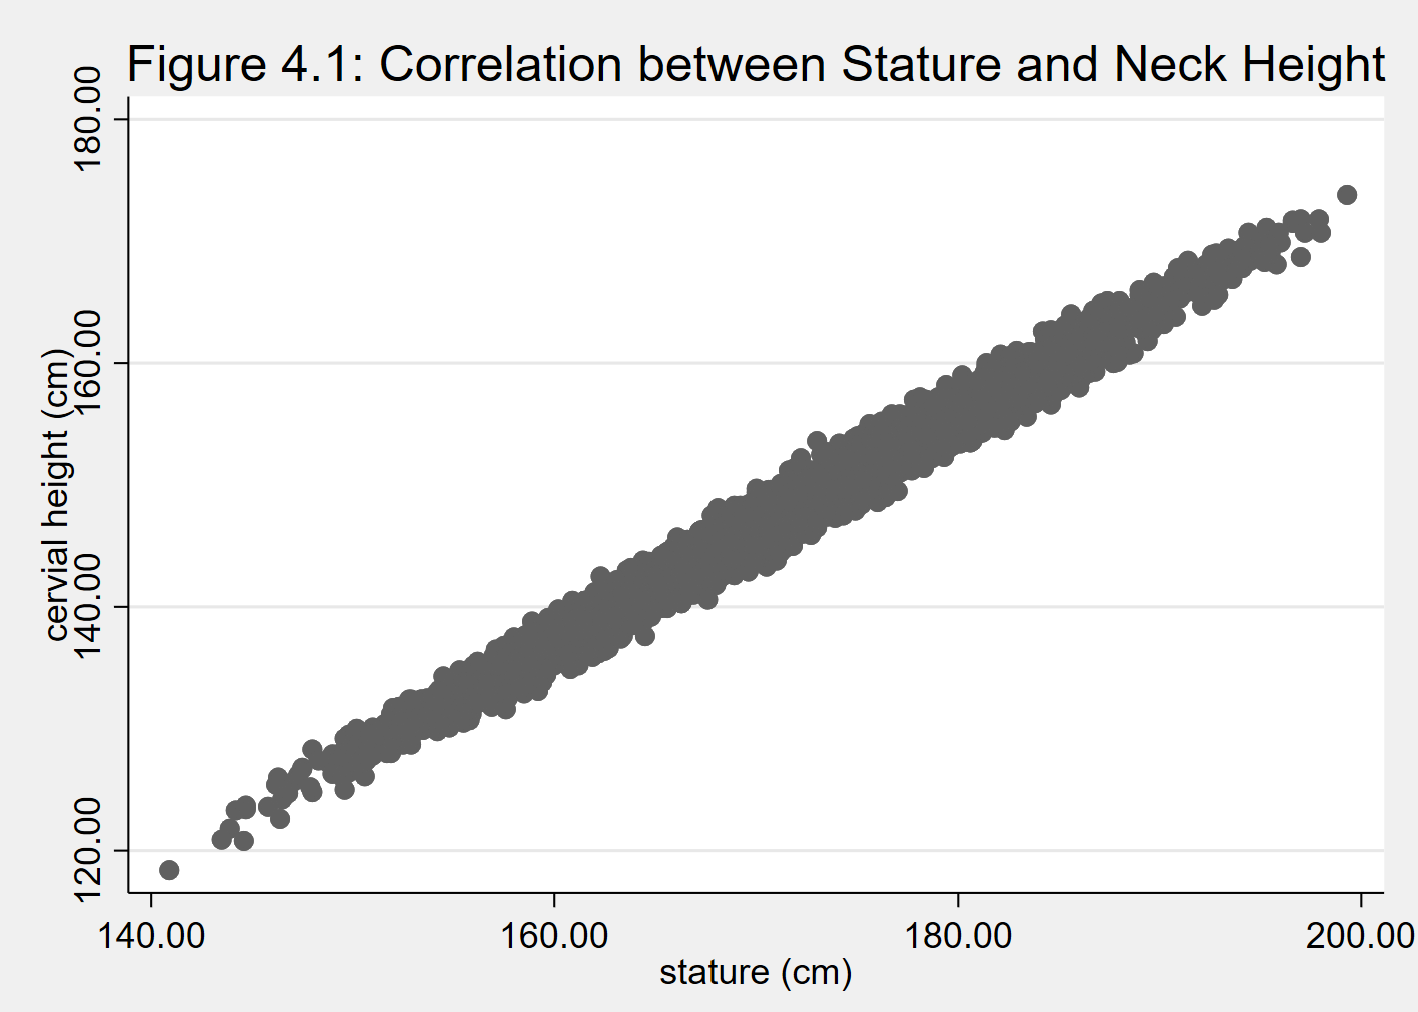 Figure 4.1: Correlation between Stature and Neck Height
cervial height (cm)
180.00
160.00
140.00
120.00
140.00 160.00 180.00 200.00
stature (cm)